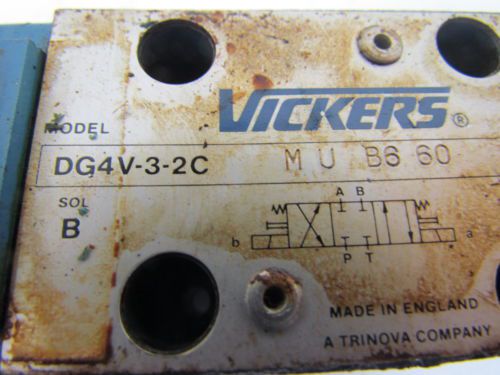 VICKERS®
MODEL
DG4V-3-2C M U B6 60
SOL
B
A B
b a
P T
MADE IN ENGLAND
A TRINOVA COMPANY